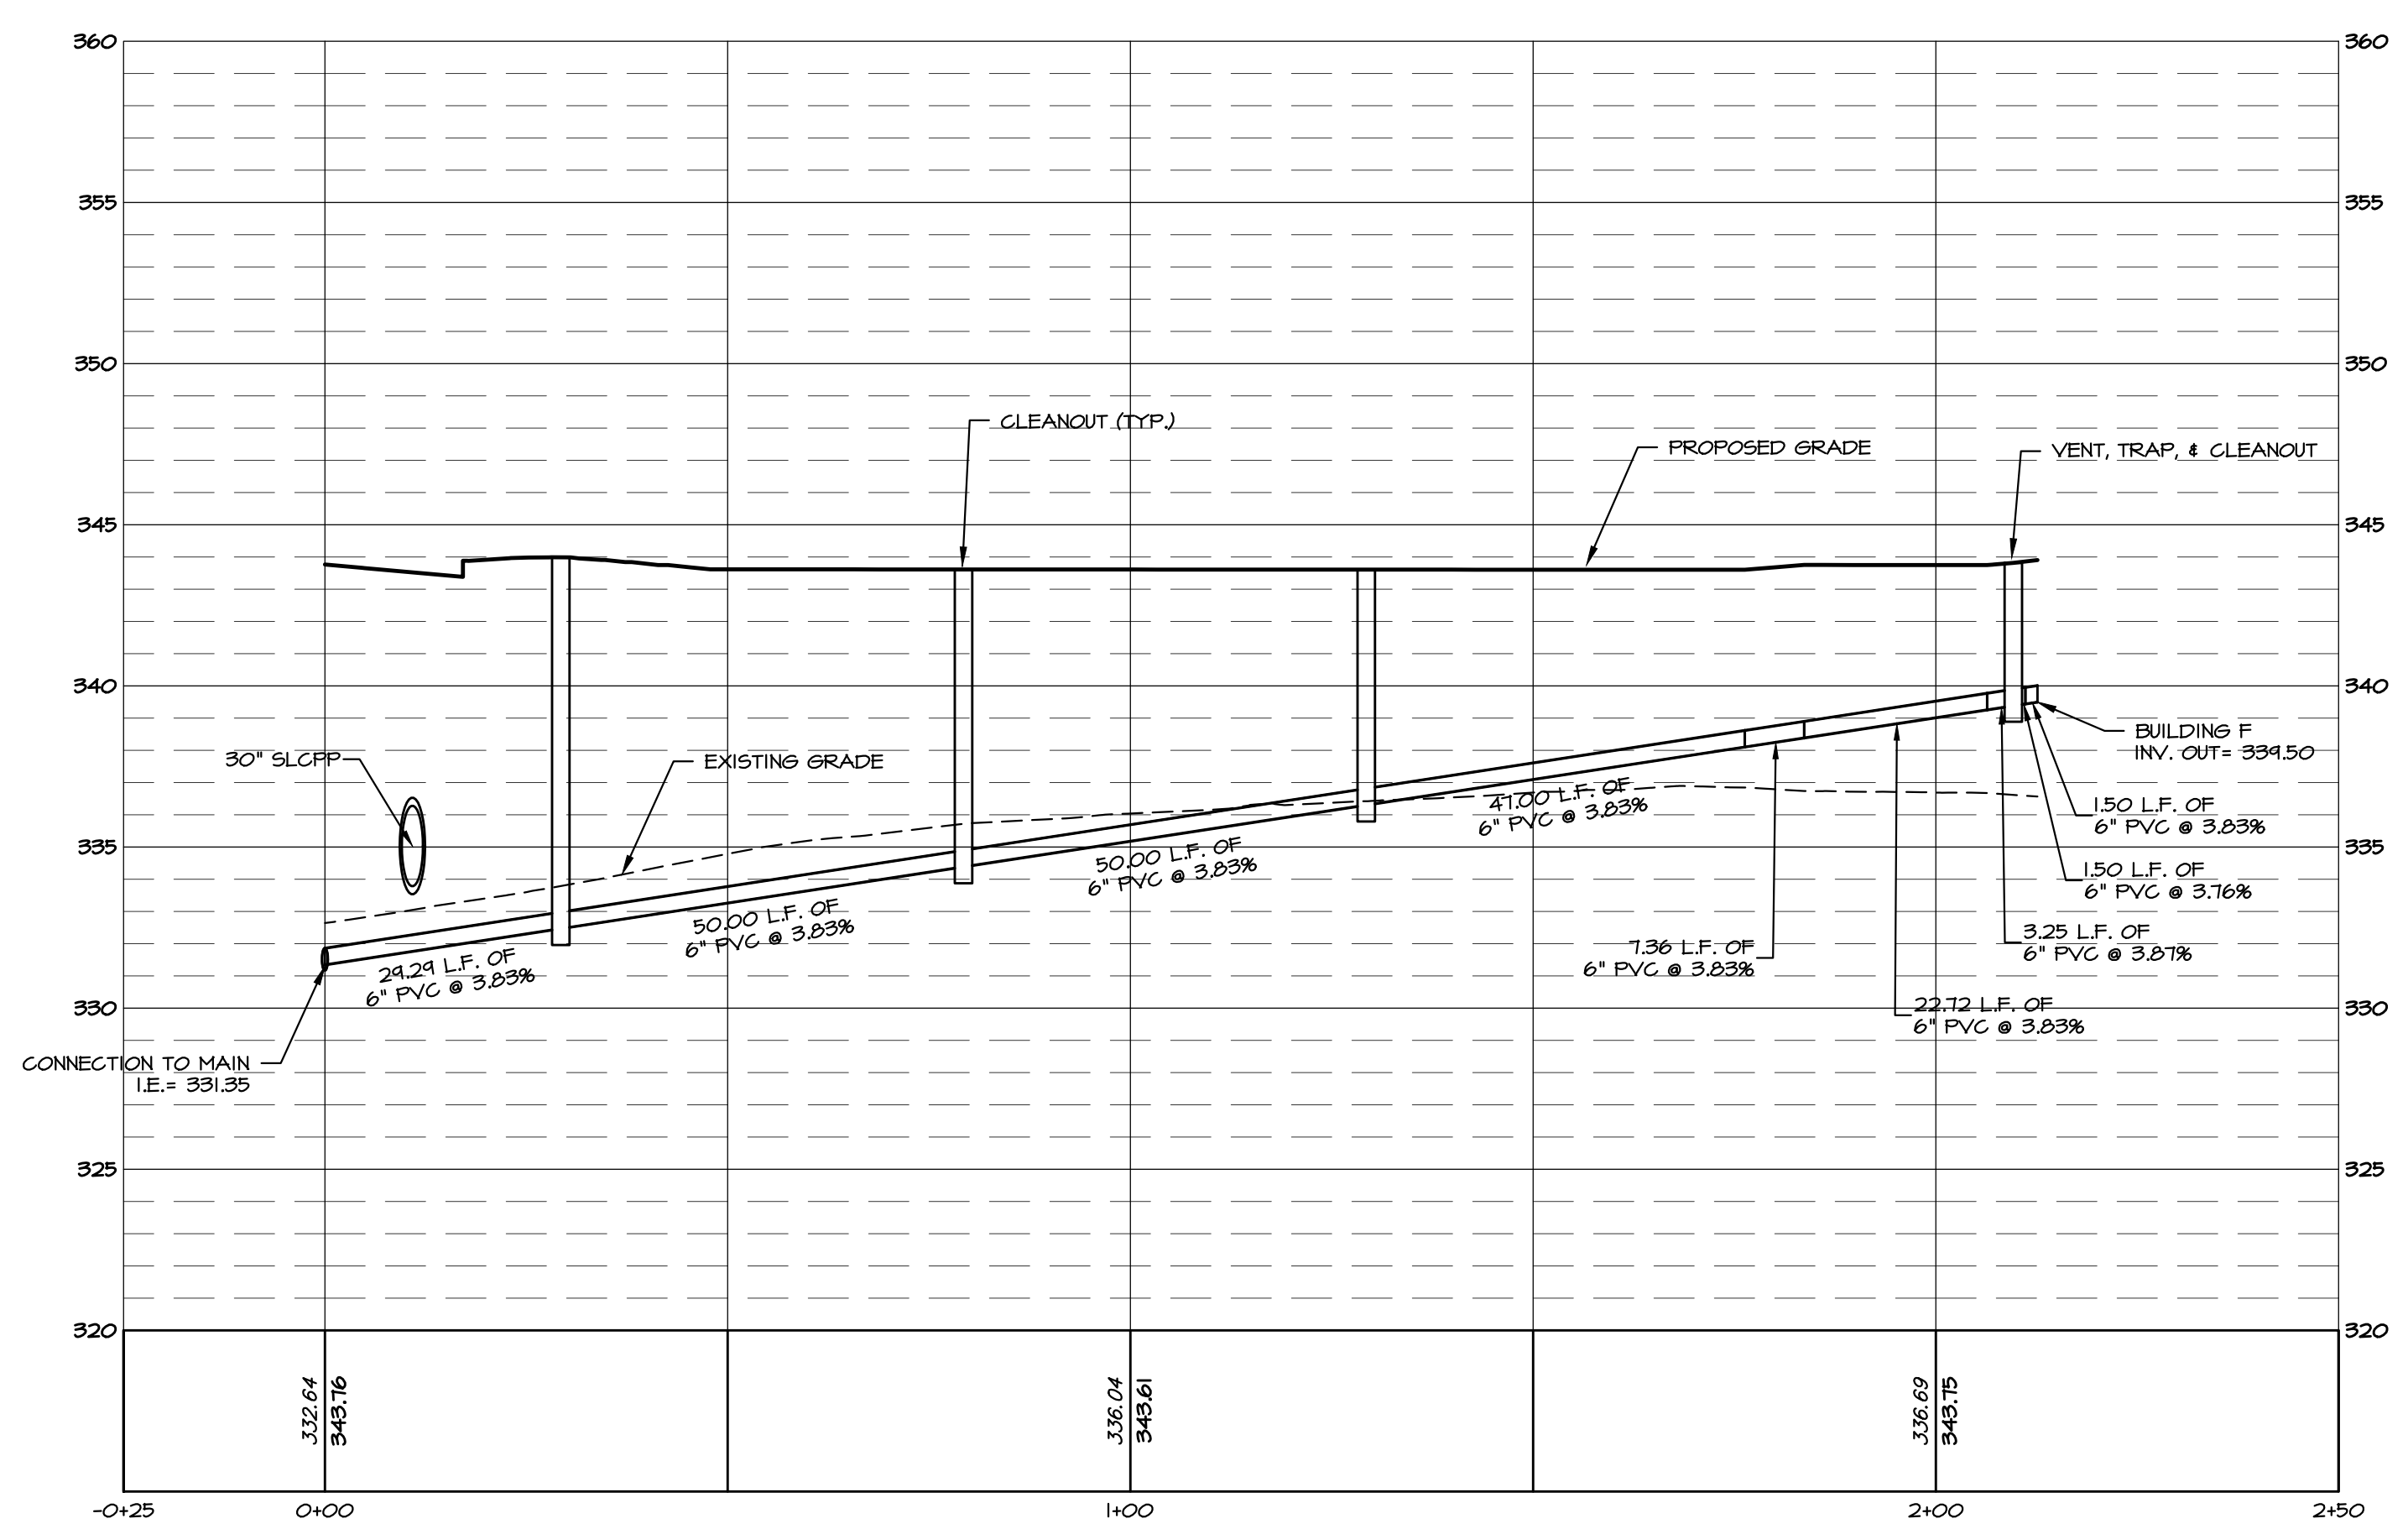 360
360
355
355
350
350
CLEANOUT (TYP.)
PROPOSED GRADE
VENT, TRAP, & CLEANOUT
345
345
340
340
30" SLCPP
EXISTING GRADE
BUILDING F
INV. OUT= 339.50
47.00 L.F. OF
6" PVC @ 3.83%
1.50 L.F. OF
6" PVC @ 3.83%
335
335
50.00 L.F. OF
6" PVC @ 3.83%
1.50 L.F. OF
6" PVC @ 3.76%
50.00 L.F. OF
6" PVC @ 3.83%
3.25 L.F. OF
6" PVC @ 3.87%
29.29 L.F. OF
6" PVC @ 3.83%
7.36 L.F. OF
6" PVC @ 3.83%
330
330
22.72 L.F. OF
6" PVC @ 3.83%
CONNECTION TO MAIN
I.E.= 331.35
325
325
320
320
332.64
343.76
336.04
343.61
336.69
343.75
-0+25
0+00
1+00
2+00
2+50